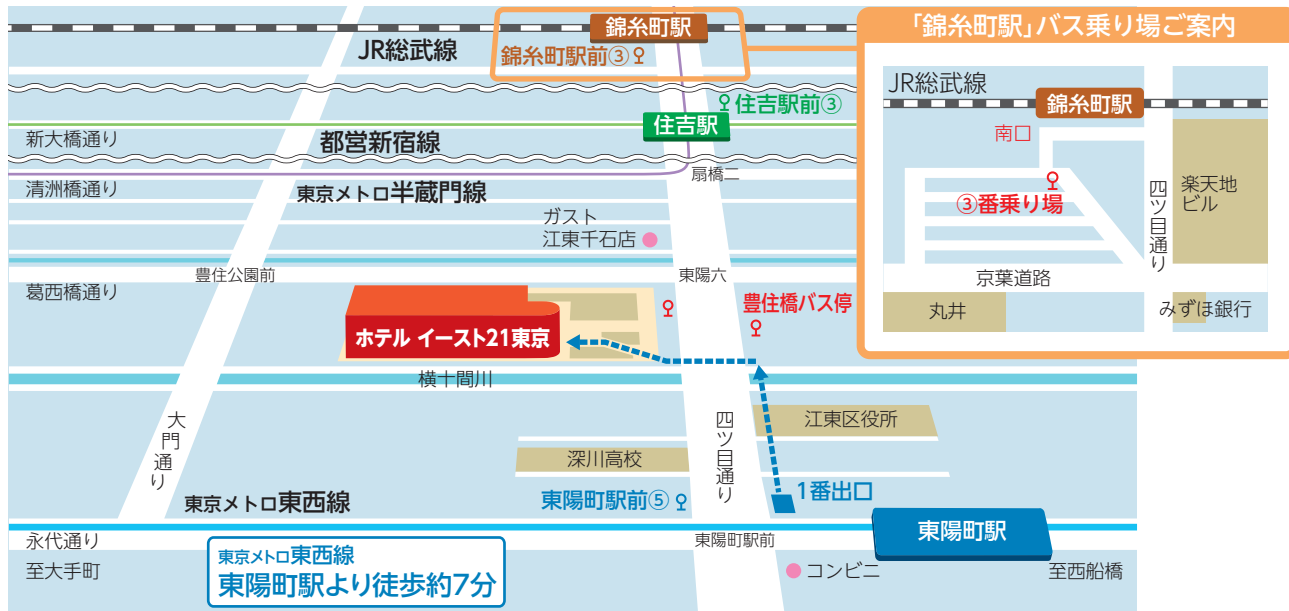 錦糸町駅
JR総武線
錦糸町駅前③
住吉駅前③
住吉駅
新大橋通り
都営新宿線
扇橋二
清洲橋通り
東京メトロ半蔵門線
ガスト
江東千石店
豊住公園前
東陽六
葛西橋通り
豊住橋バス停
ホテル イースト21東京
横十間川
大門通り
四ツ目通り
江東区役所
深川高校
東京メトロ東西線
東陽町駅前⑤
1番出口
東陽町駅
永代通り
東陽町駅前
至大手町
東京メトロ東西線
東陽町駅より徒歩約7分
コンビニ
至西船橋
「錦糸町駅」バス乗り場ご案内
JR総武線
錦糸町駅
南口
③番乗り場
四ツ目通り
楽天地
ビル
京葉道路
丸井
みずほ銀行